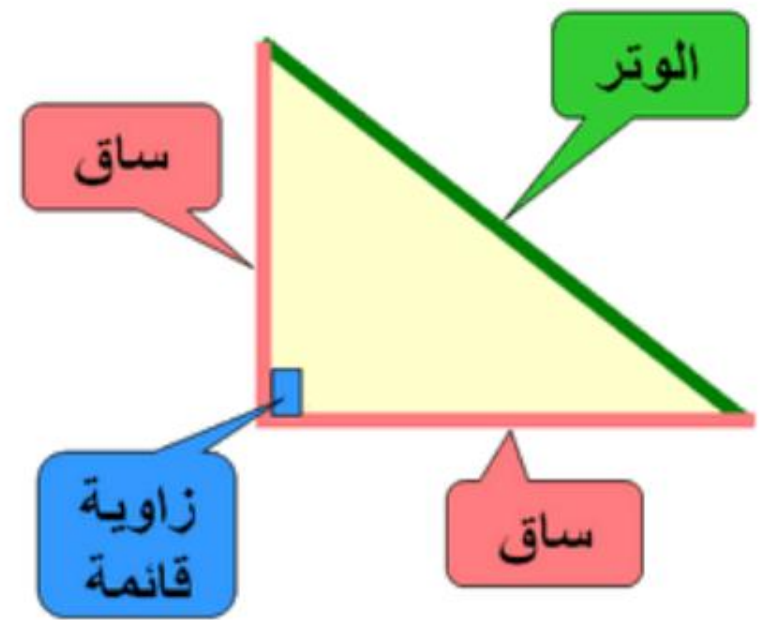 الوتر
ساق
زاوية
قائمة
ساق